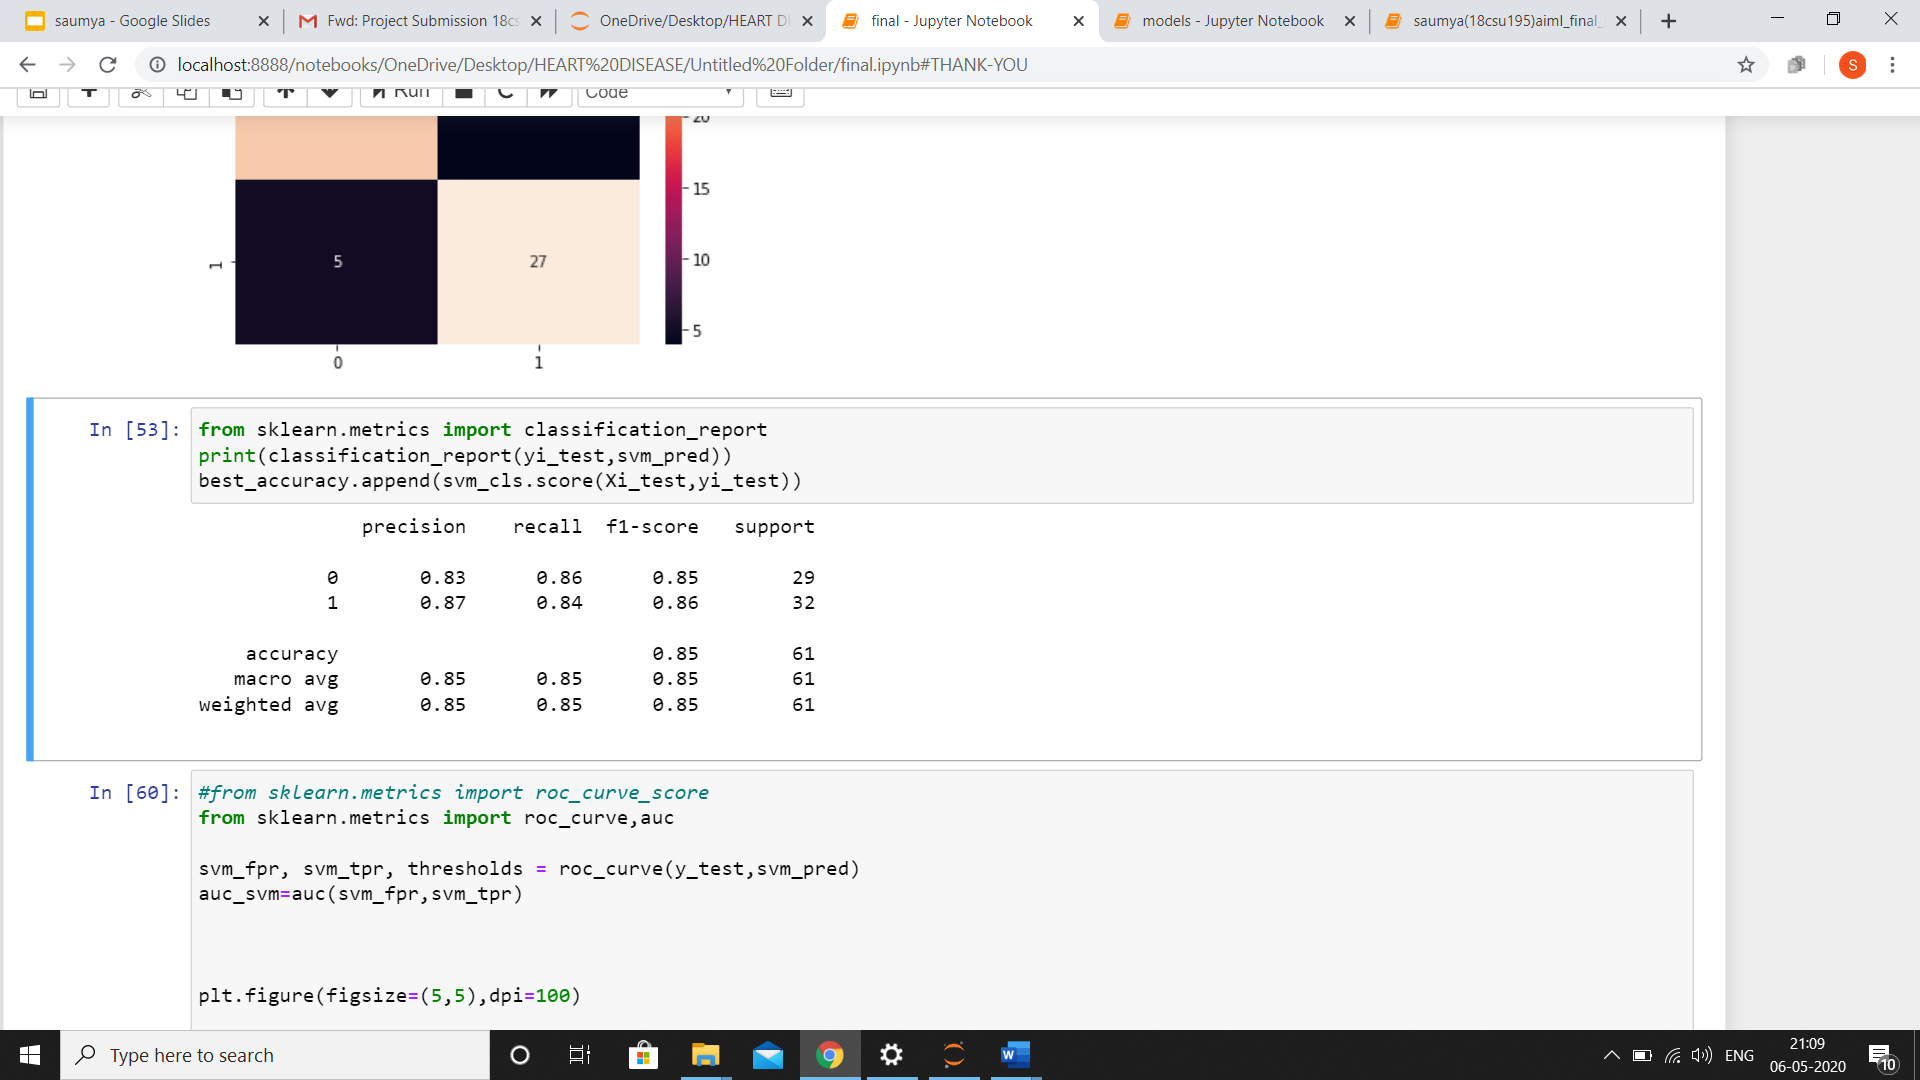 saumya - Google Slides
Fwd: Project Submission 18cs
OneDrive/Desktop/HEART DI
final - Jupyter Notebook
models - Jupyter Notebook
saumya(18csu195)aiml_final_
localhost:8888/notebooks/OneDrive/Desktop/HEART%20DISEASE/Untitled%20Folder/final.ipynb#THANK-YOU
S
Run
Code
20
15
5 27
1
10
5
0 1
In [53]:
from sklearn.metrics import classification_report
print(classification_report(yi_test,svm_pred))
best_accuracy.append(svm_cls.score(Xi_test,yi_test))
precision recall f1-score support
0 0.83 0.86 0.85 29
1 0.87 0.84 0.86 32
accuracy 0.85 61
macro avg 0.85 0.85 0.85 61
weighted avg 0.85 0.85 0.85 61
In [60]:
#from sklearn.metrics import roc_curve_score
from sklearn.metrics import roc_curve,auc
svm_fpr, svm_tpr, thresholds = roc_curve(y_test,svm_pred)
auc_svm=auc(svm_fpr,svm_tpr)
plt.figure(figsize=(5,5),dpi=100)
Type here to search
W
ENG
21:09
06-05-2020
10